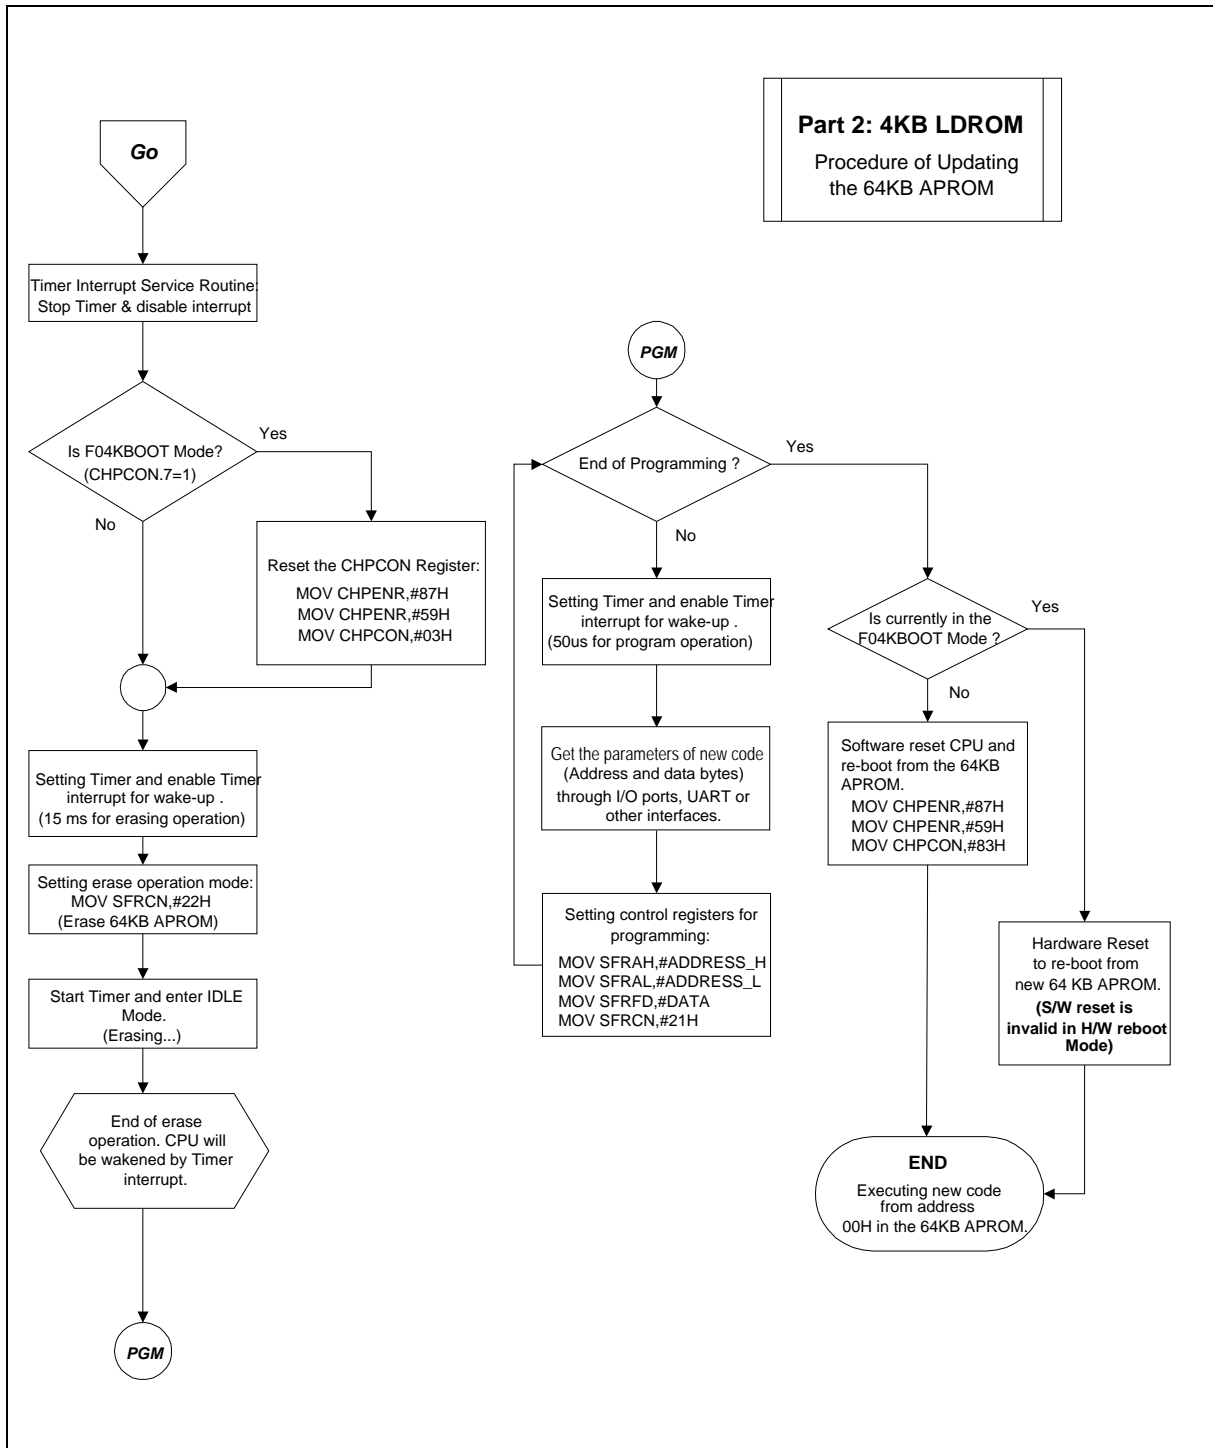 Part 2: 4KB LDROM
Procedure of Updating
the 64KB APROM
Go
Timer Interrupt Service Routine:
Stop Timer & disable interrupt
Is F04KBOOT Mode?
(CHPCON.7=1)
Yes
No
Reset the CHPCON Register:
MOV CHPENR,#87H
MOV CHPENR,#59H
MOV CHPCON,#03H
Setting Timer and enable Timer
interrupt for wake-up .
(15 ms for erasing operation)
Setting erase operation mode:
MOV SFRCN,#22H
(Erase 64KB APROM)
Start Timer and enter IDLE
Mode.
(Erasing...)
End of erase
operation. CPU will
be wakened by Timer
interrupt.
PGM
PGM
End of Programming ?
Yes
No
Setting Timer and enable Timer
interrupt for wake-up .
(50us for program operation)
Get the parameters of new code
(Address and data bytes)
through I/O ports, UART or
other interfaces.
Setting control registers for
programming:
MOV SFRAH,#ADDRESS_H
MOV SFRAL,#ADDRESS_L
MOV SFRFD,#DATA
MOV SFRCN,#21H
Is currently in the
F04KBOOT Mode ?
Yes
No
Software reset CPU and
re-boot from the 64KB
APROM.
MOV CHPENR,#87H
MOV CHPENR,#59H
MOV CHPCON,#83H
Hardware Reset
to re-boot from
new 64 KB APROM.
(S/W reset is
invalid in H/W reboot
Mode)
END
Executing new code
from address
00H in the 64KB APROM.